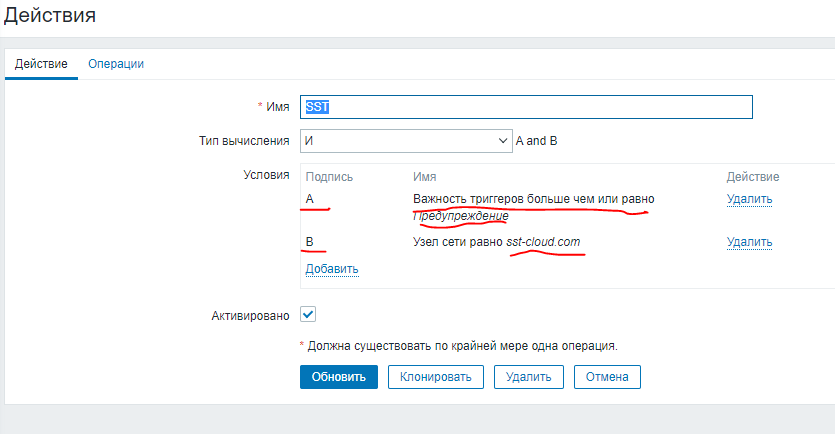 Действия
Действие Операции
* Имя SST
Тип вычисления И A and B
Условия Подпись Имя Действие
A Важность триггеров больше чем или равно Удалить
Предупреждение
B Узел сети равно sst-cloud.com Удалить
Добавить
Активировано
* Должна существовать по крайней мере одна операция.
Обновить Клонировать Удалить Отмена